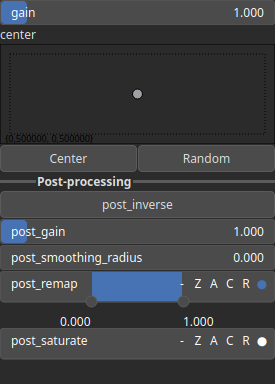 gain 1.000
center
(0.500000, 0.500000)
Center Random
Post-processing
post_inverse
post_gain 1.000
post_smoothing_radius 0.000
post_remap - Z A C R
0.000 1.000
post_saturate - Z A C R